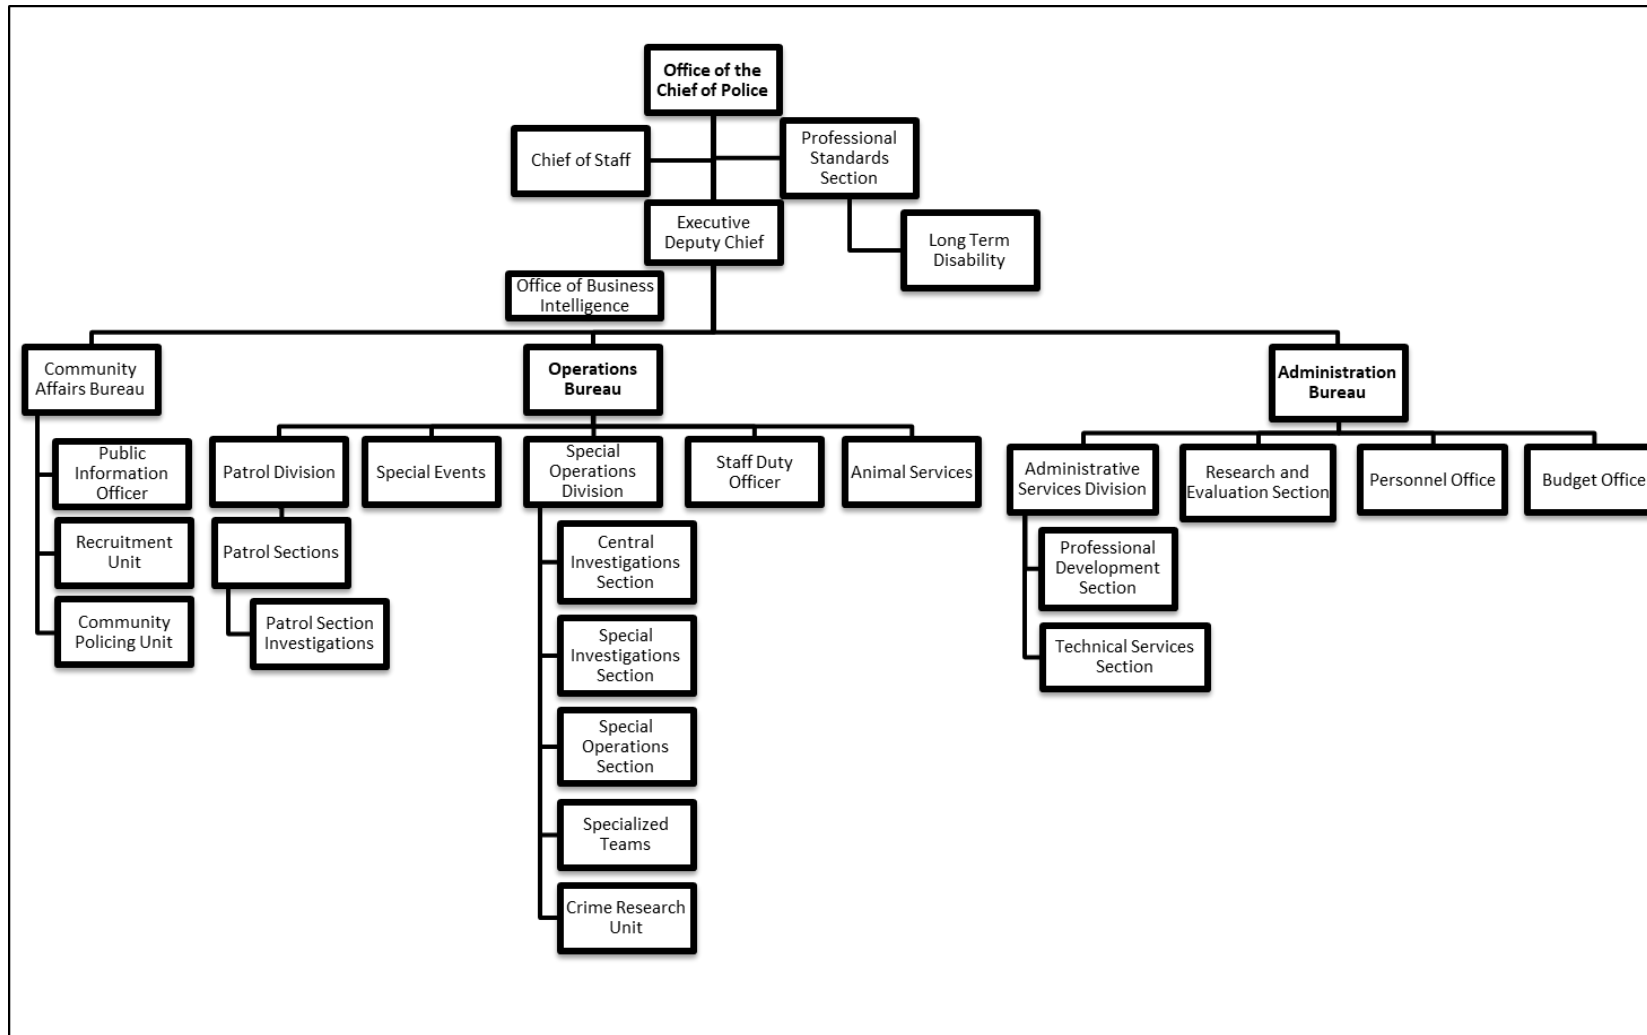 Office of the
Chief of Police
Chief of Staff
Professional
Standards
Section
Executive
Deputy Chief
Long Term
Disability
Office of Business
Intelligence
Community
Affairs Bureau
Operations
Bureau
Administration
Bureau
Public
Information
Officer
Recruitment
Unit
Community
Policing Unit
Patrol Division
Patrol Sections
Patrol Section
Investigations
Special Events
Special
Operations
Division
Central
Investigations
Section
Special
Investigations
Section
Special
Operations
Section
Specialized
Teams
Crime Research
Unit
Staff Duty
Officer
Animal Services
Administrative
Services Division
Professional
Development
Section
Technical Services
Section
Research and
Evaluation Section
Personnel Office
Budget Office